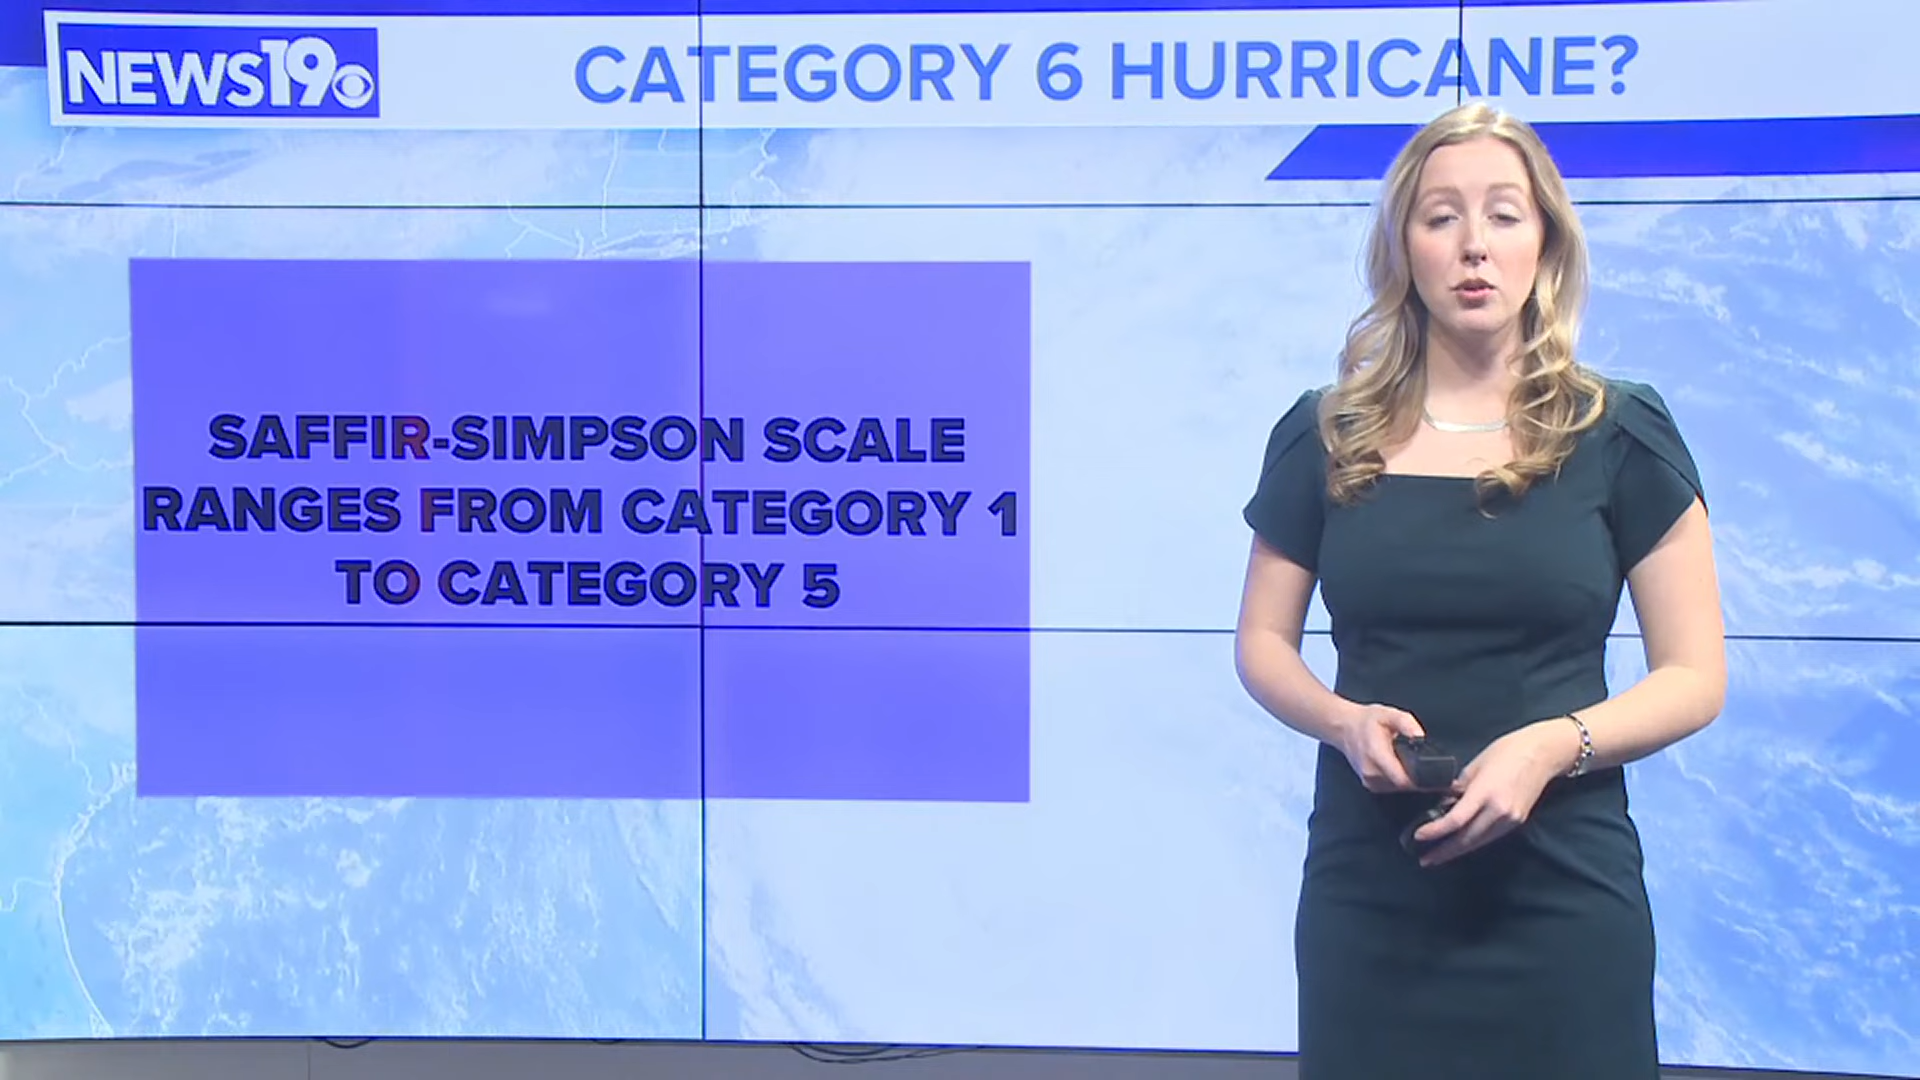 NEWS19
CATEGORY 6 HURRICANE?
SAFFIR-SIMPSON SCALE
RANGES FROM CATEGORY 1
TO CATEGORY 5